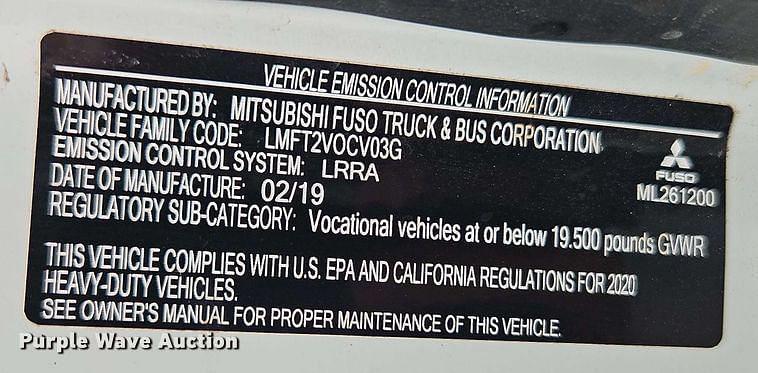 VEHICLE EMISSION CONTROL INFORMATION
MANUFACTURED BY: MITSUBISHI FUSO TRUCK & BUS CORPORATION
VEHICLE FAMILY CODE: LMFT2VOCV03G
EMISSION CONTROL SYSTEM: LRRA
DATE OF MANUFACTURE: 02/19
REGULATORY SUB-CATEGORY: Vocational vehicles at or below 19.500 pounds GVWR
FUSO
ML261200
THIS VEHICLE COMPLIES WITH U.S. EPA AND CALIFORNIA REGULATIONS FOR 2020
HEAVY-DUTY VEHICLES.
SEE OWNER'S MANUAL FOR PROPER MAINTENANCE OF THIS VEHICLE.
Purple Wave Auction